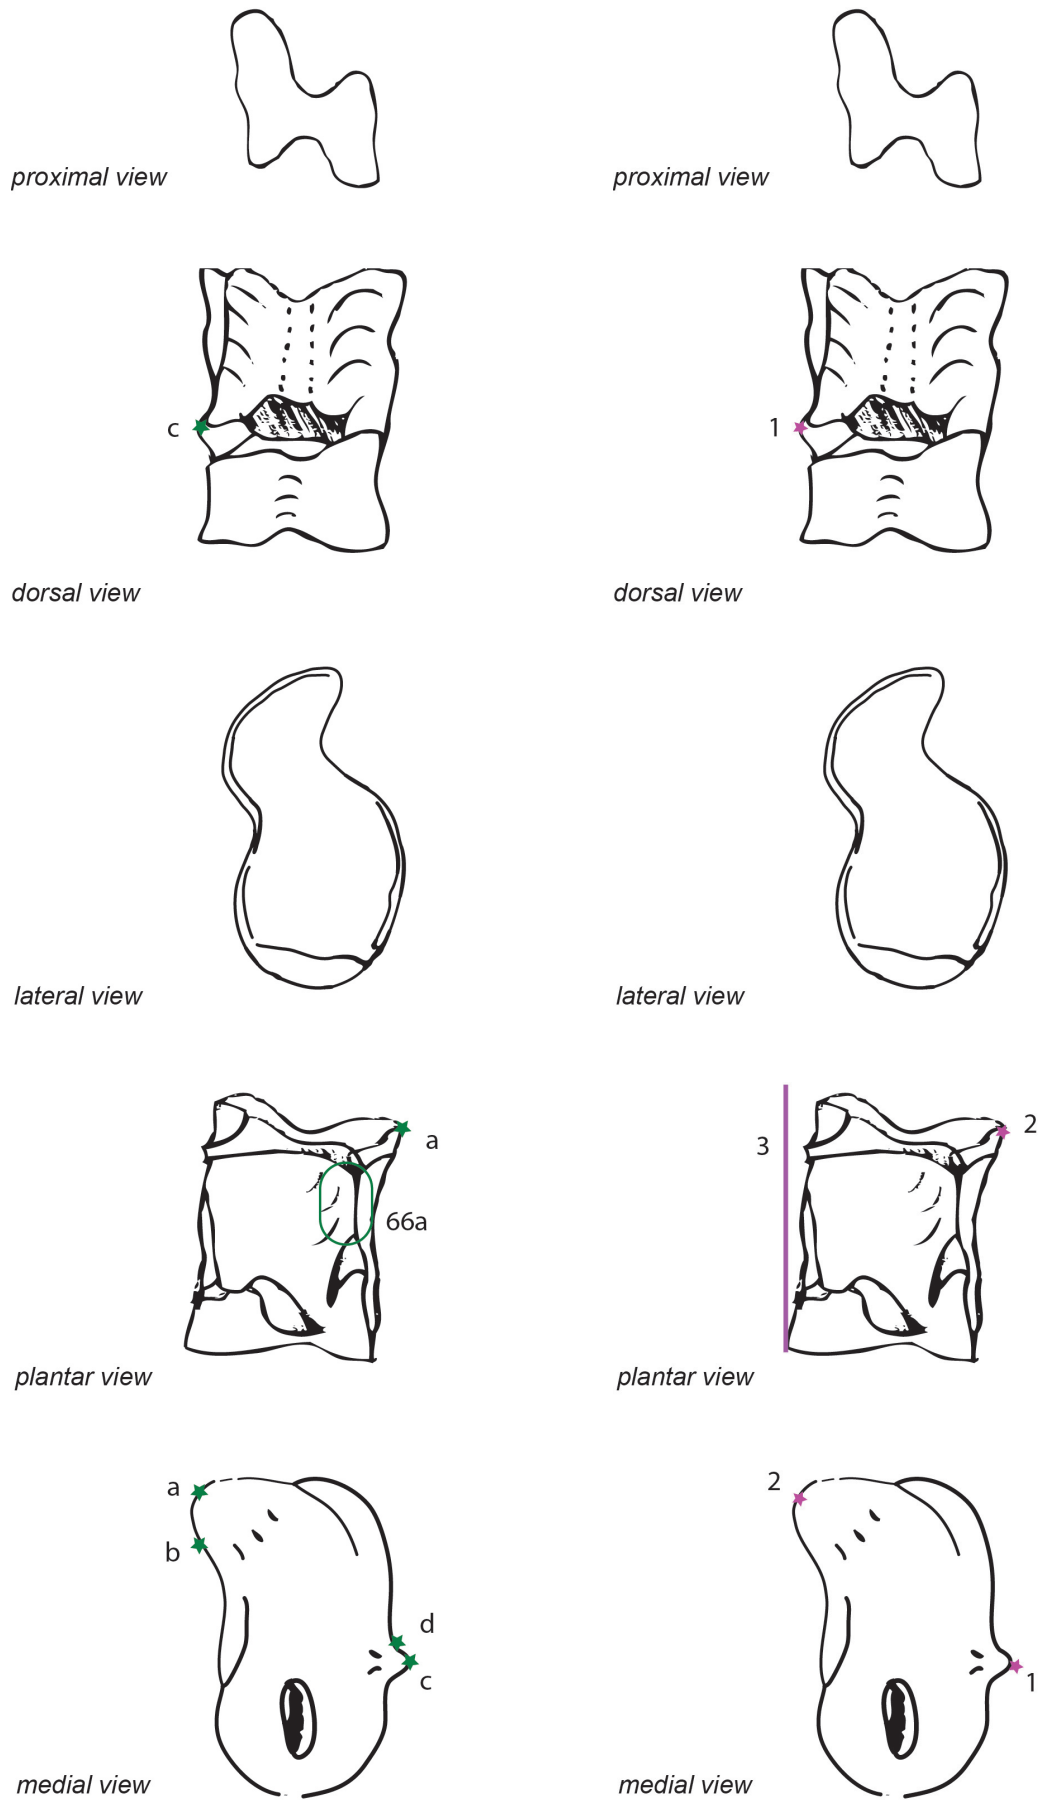 proximal view
proximal view
c
1
dorsal view
dorsal view
lateral view
lateral view
a
66a
plantar view
3
2
plantar view
a
b
d
c
medial view
2
1
medial view